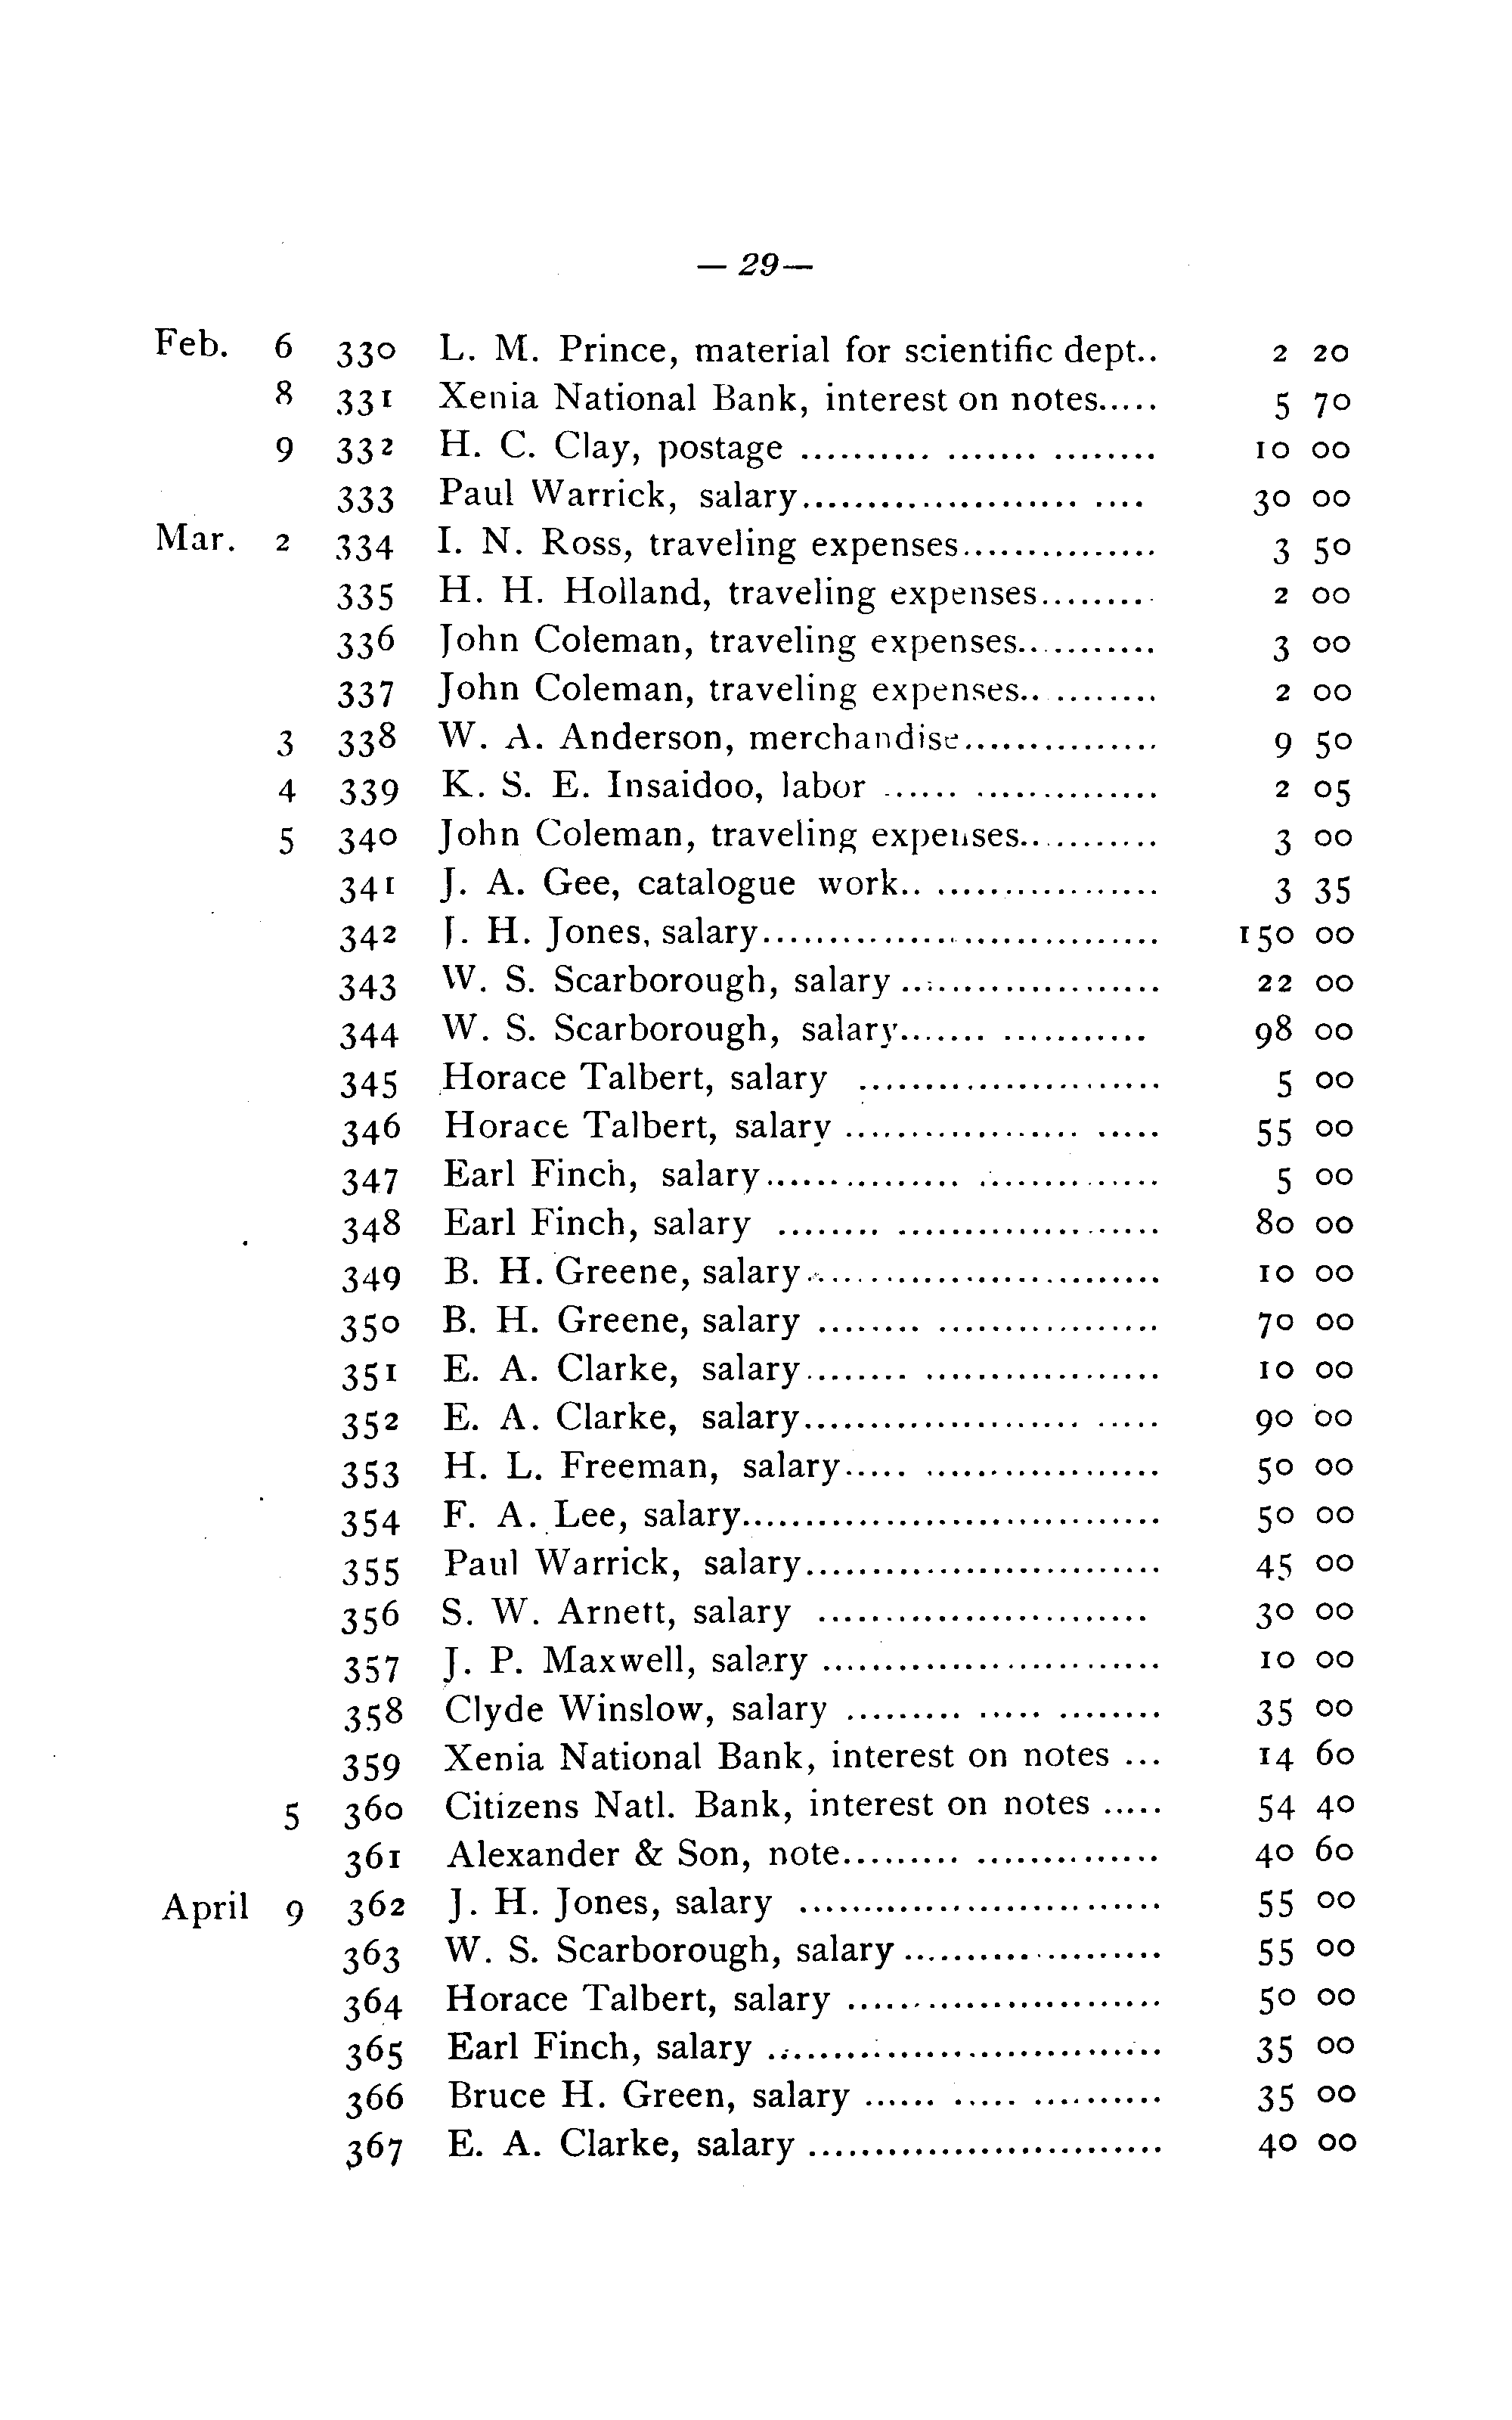 — 29—
Feb. 6 330 L. M. Prince, material for scientific dept.. 2 20
8 331 Xenia National Bank, interest on notes..... 5 70
9 332 H. C. Clay, postage .......... ....... ........ 10 00
333 Paul Warrick, salary..................... .... 30 00
Mar. 2 334 I. N. Ross, traveling expenses............... 3 50
335 H. H. Holland, traveling expenses......... 2 00
336 John Coleman, traveling expenses........... 3 00
337 John Coleman, traveling expenses.. ......... 2 00
3 338 W. A. Anderson, merchandise............... 9 50
4 339 K. S. E. Insaidoo, labor ...... .............. 2 05
5 340 John Coleman, traveling expenses........... 3 00
341 J. A. Gee, catalogue work.. ................. 3 35
342 J. H. Jones, salary............................... 150 00
343 W. S. Scarborough, salary .................... 22 00
344 W. S. Scarborough, salary....... ........... 98 00
345 Horace Talbert, salary ....................... 5 00
346 Horace Talbert, salary .................. ..... 55 00
347 Earl Finch, salary............... .............. 5 00
348 Earl Finch, salary ........ .................... 80 00
349 B. H. Greene, salary........................... 10 00
350 B. H. Greene, salary ........ ................. 70 00
351 E. A. Clarke, salary......... .................. 10 00
352 E. A. Clarke, salary...................... ..... 90 00
353 H. L. Freeman, salary..... .................. 50 00
354 F. A. Lee, salary................................ 50 00
355 Paul Warrick, salary........................... 45 00
356 S. W. Arnett, salary ......................... 30 00
357 J. P. Maxwell, salary .......................... 10 00
358 Clyde Winslow, salary ......... ..... ........ 35 00
359 Xenia National Bank, interest on notes ... 14 60
5 360 Citizens Natl. Bank, interest on notes ..... 54 40
361 Alexander & Son, note......... .............. 40 60
April 9 362 J. H. Jones, salary ............................ 55 00
363 W. S. Scarborough, salary .................... 55 00
364 Horace Talbert, salary ........................ 50 00
365 Earl Finch, salary .............................. 35 00
366 Bruce H. Green, salary ...... ..... .......... 35 00
367 E. A. Clarke, salary ........................... 40 00